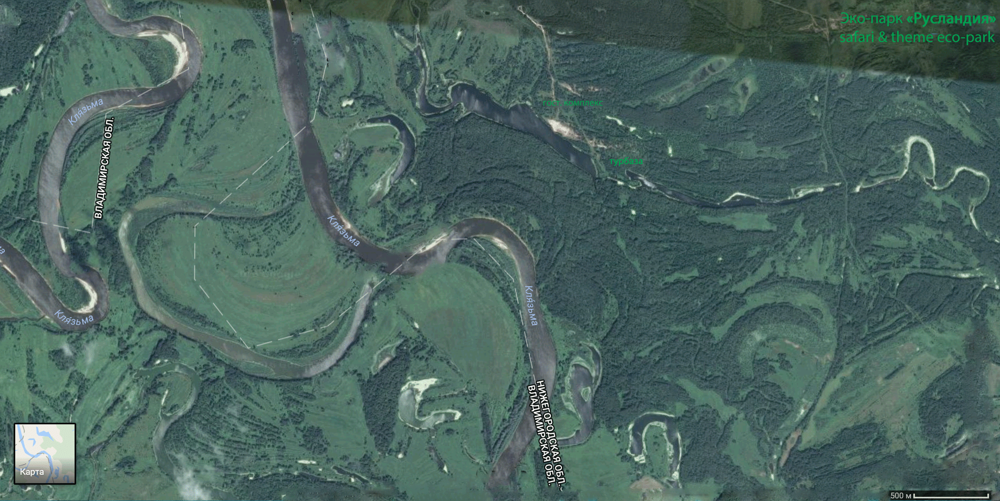 Эко-парк «Русландия»
safari & theme eco-park
Клязьма
ВЛАДИМИРСКАЯ ОБЛ.
гост. комплекс
турбаза
Клязьма
Клязьма
Клязьма
НИЖЕГОРОДСКАЯ ОБЛ.
ВЛАДИМИРСКАЯ ОБЛ.
Карта
500 м